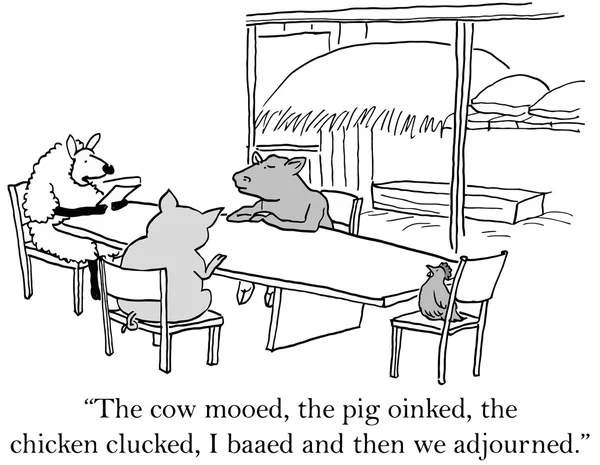 “The cow mooed, the pig oinked, the
chicken clucked, I baaed and then we adjourned.”